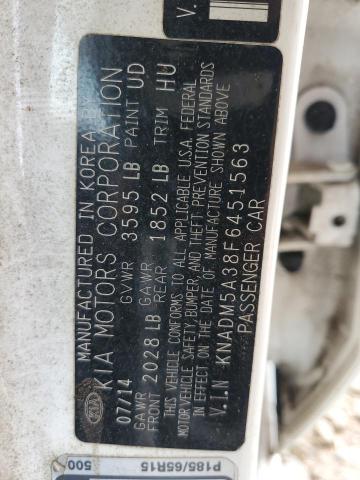 MANUFACTURED IN KOREA BY
KIA MOTORS CORPORATION
KIA
07/14 GVWR 3595 LB PAINT UD
GAWR FRONT 2028 LB GAWR REAR 1852 LB TRIM HU
THIS VEHICLE CONFORMS TO ALL APPLICABLE U.S.A. FEDERAL
MOTOR VEHICLE SAFETY, BUMPER, AND THEFT PREVENTION STANDARDS
IN EFFECT ON THE DATE OF MANUFACTURE SHOWN ABOVE
V.I.N KNADM5A38F6451563
PASSENGER CAR
V.
P185/65R15
500